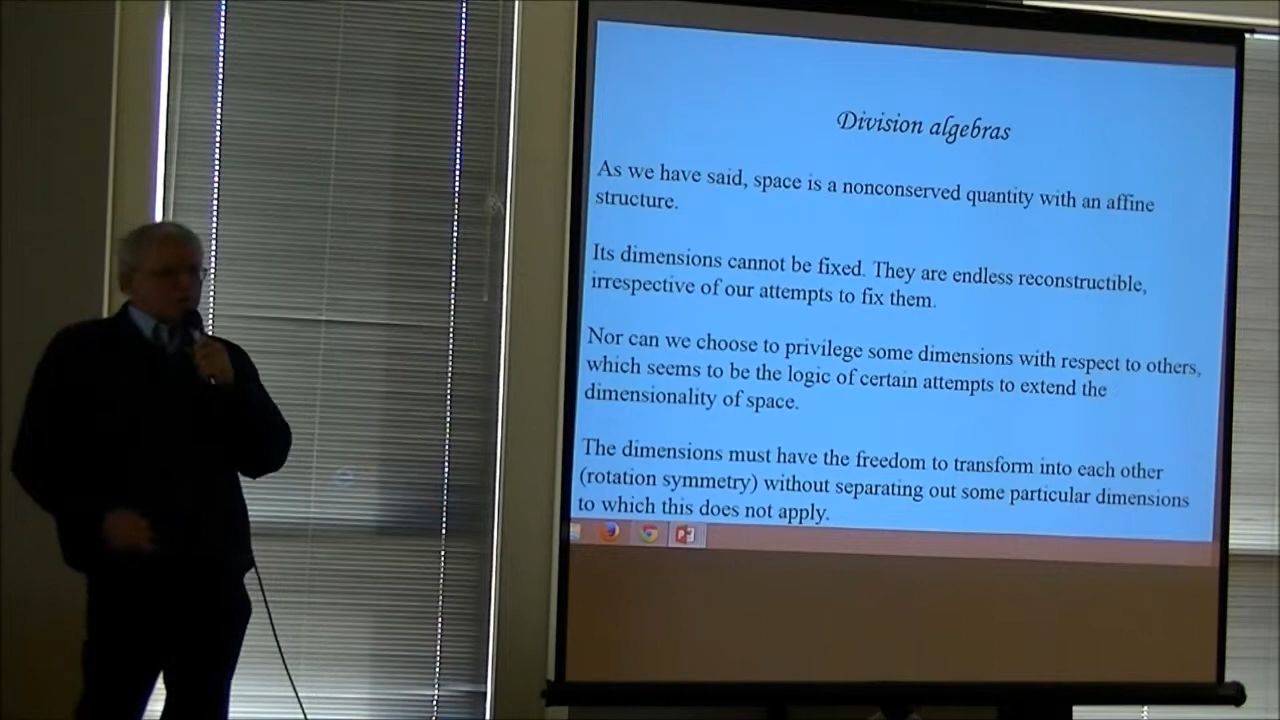 Division algebras
As we have said, space is a nonconserved quantity with an affine
structure.
Its dimensions cannot be fixed. They are endless reconstructible,
irrespective of our attempts to fix them.
Nor can we choose to privilege some dimensions with respect to others,
which seems to be the logic of certain attempts to extend the
dimensionality of space.
The dimensions must have the freedom to transform into each other
(rotation symmetry) without separating out some particular dimensions
to which this does not apply.